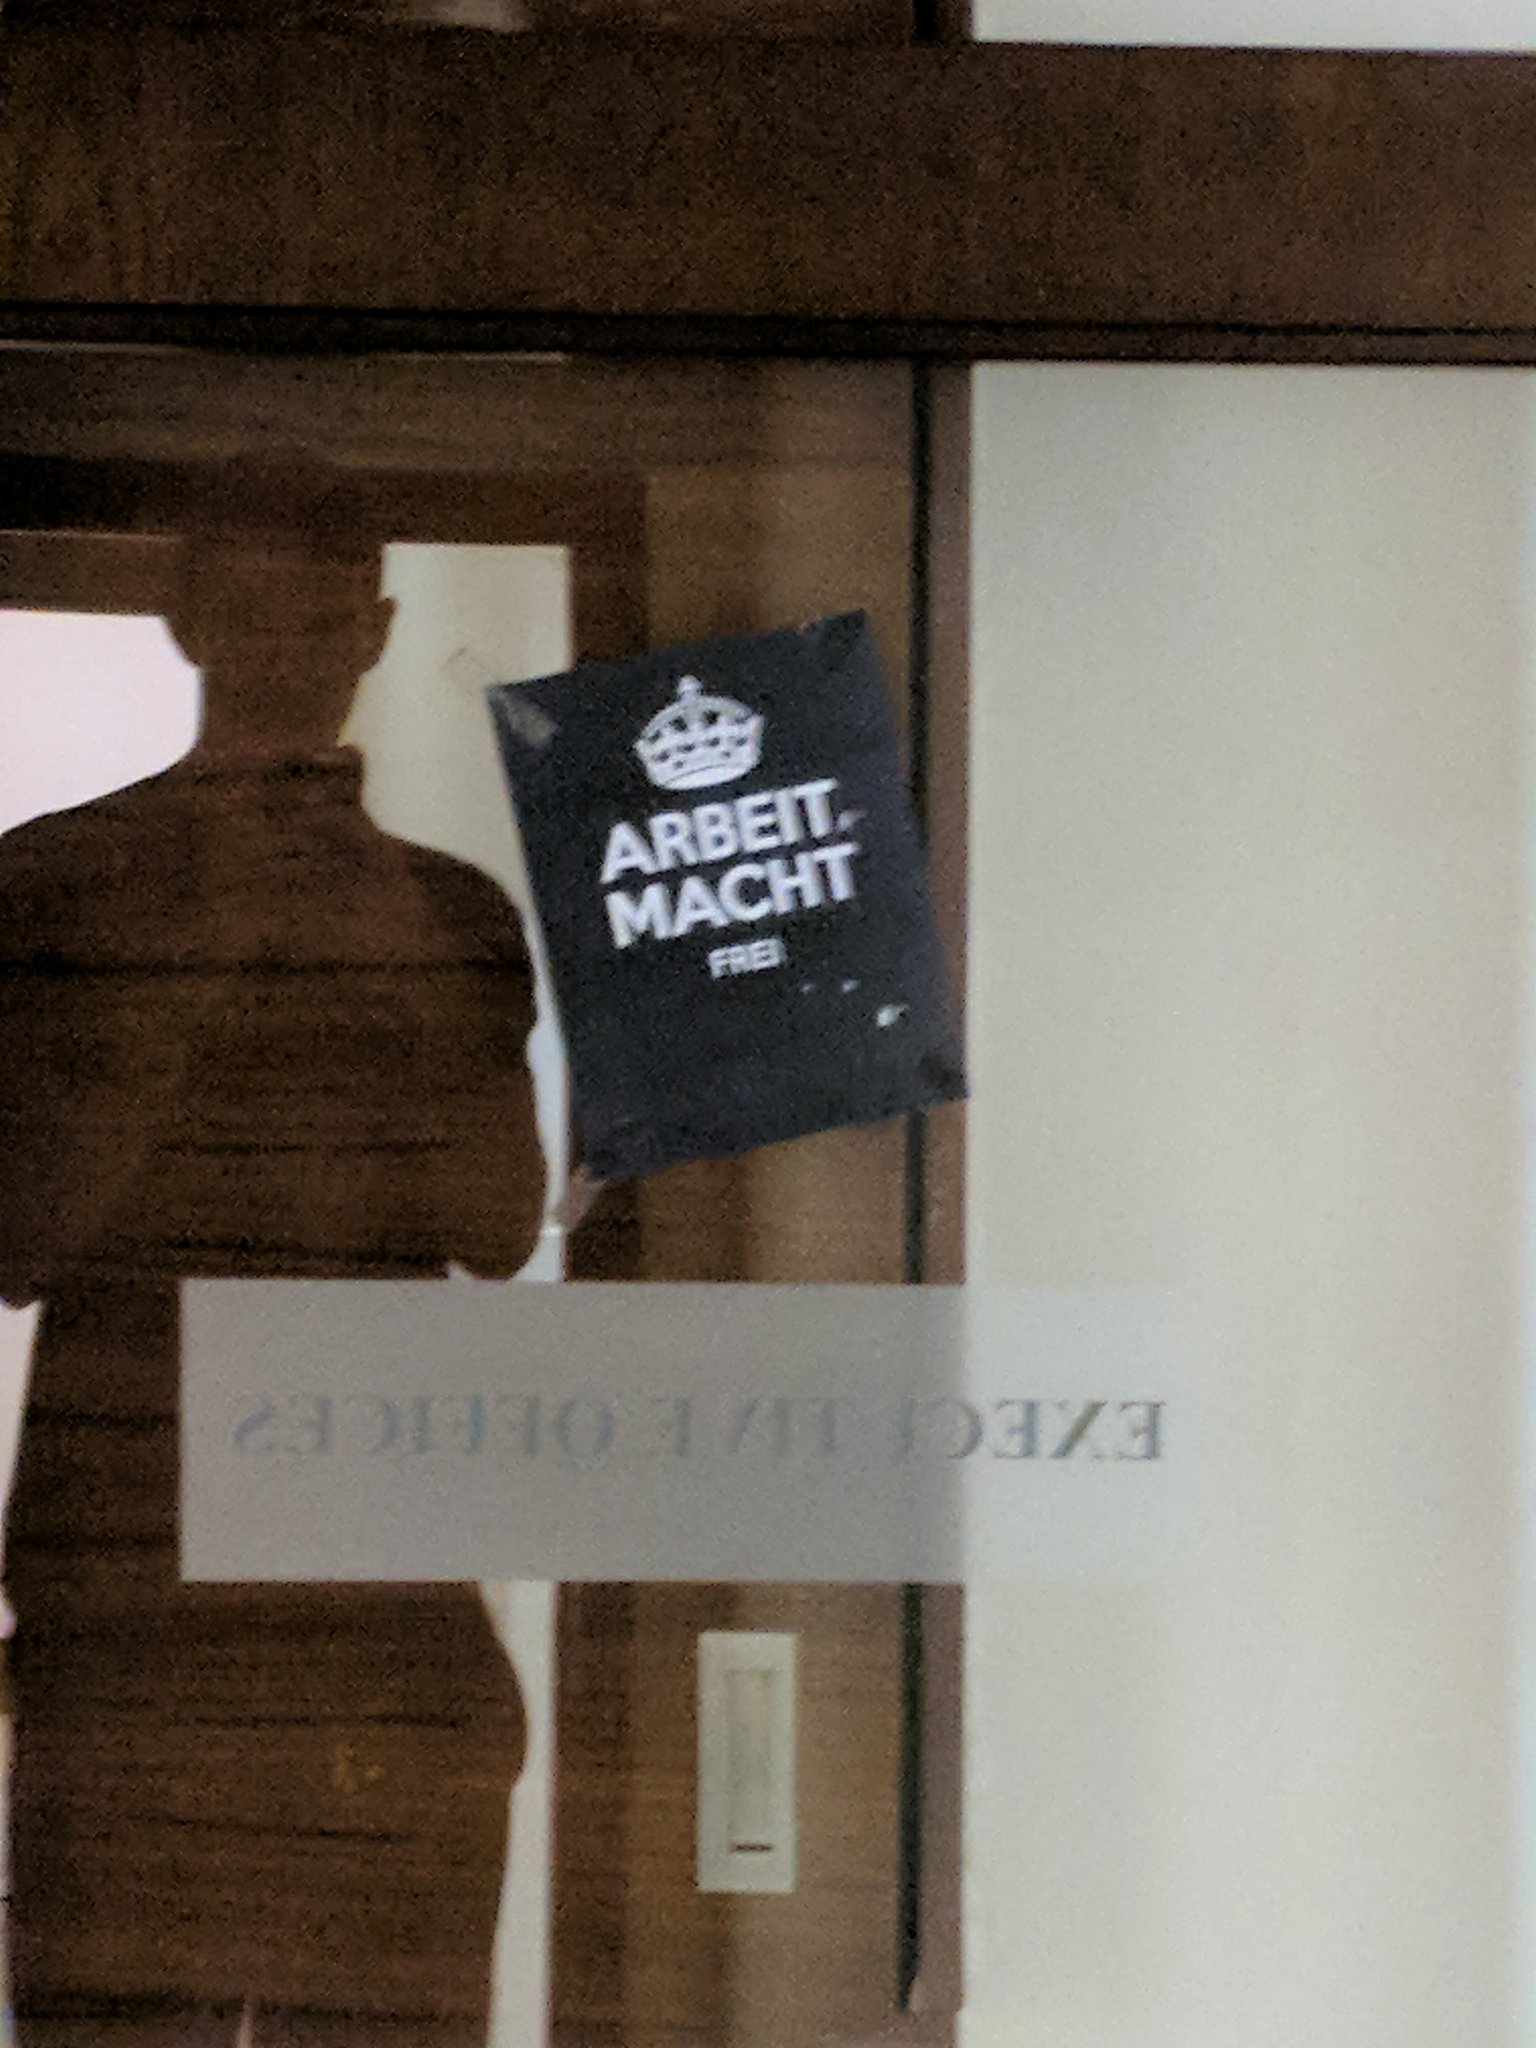 ARBEIT
MACHT
FREI
EXECUTIVE OFFICES